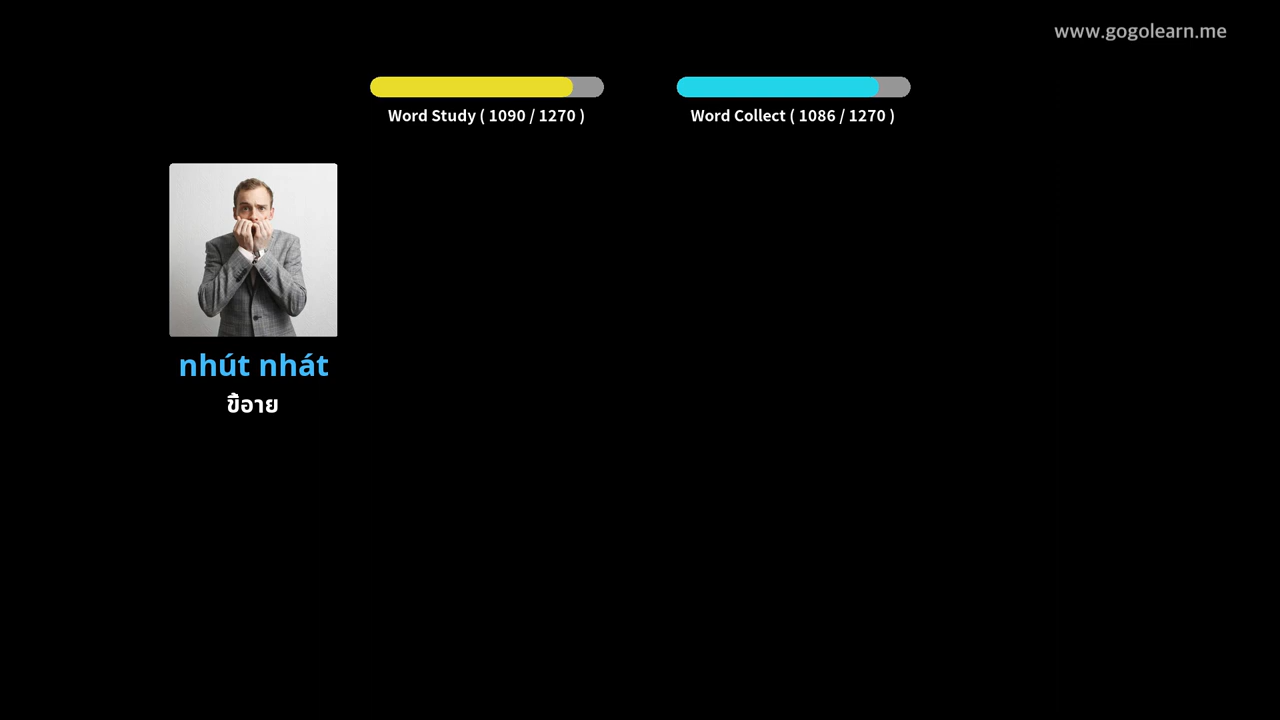 www.gogolearn.me
Word Study ( 1090 / 1270 )
Word Collect ( 1086 / 1270 )
nhút nhát
ขี้อาย